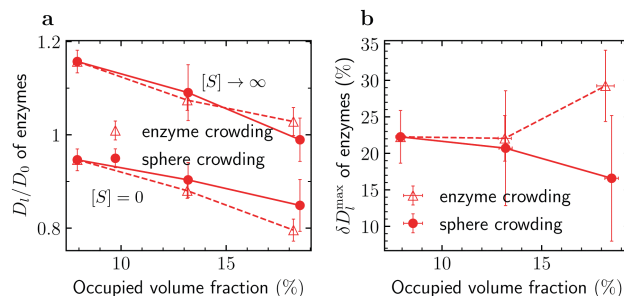 a
1.2
1
0.8
D_l/D_0 of enzymes
[S] → ∞
enzyme crowding
sphere crowding
[S] = 0
10
15
Occupied volume fraction (%)
b
35
30
25
20
15
10
δD_l^max of enzymes (%)
enzyme crowding
sphere crowding
10
15
Occupied volume fraction (%)